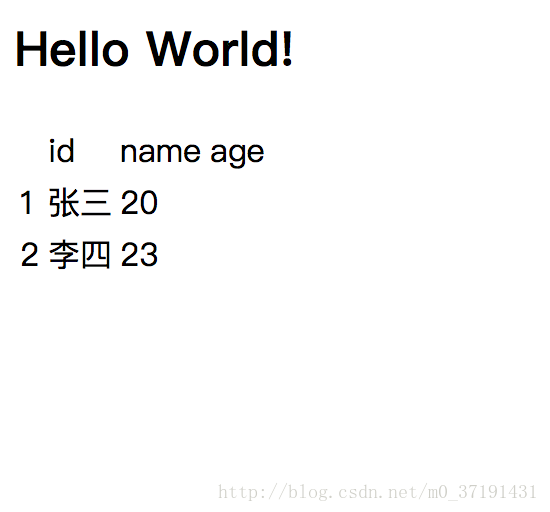 Hello World!
id name age
1 张三 20
2 李四 23
http://blog.csdn.net/m0_37191431